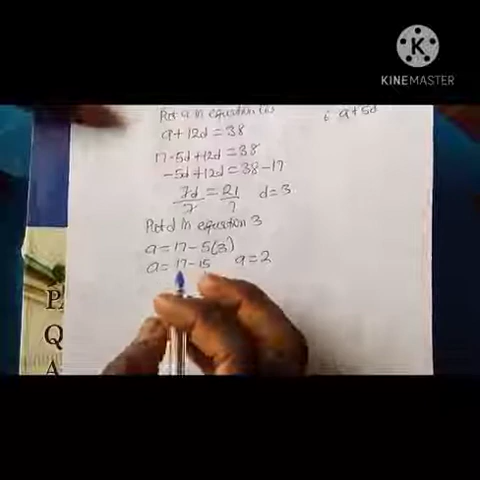 KINEMASTER
Put a in equation
a + 12d = 38
17 - 5d + 12d = 38
-5d + 12d = 38 - 17
7d/7 = 21/7 d = 3
Put d in equation 3
a = 17 - 5(3)
a = 17 - 15 a = 2
a + 5d
P
Q
A